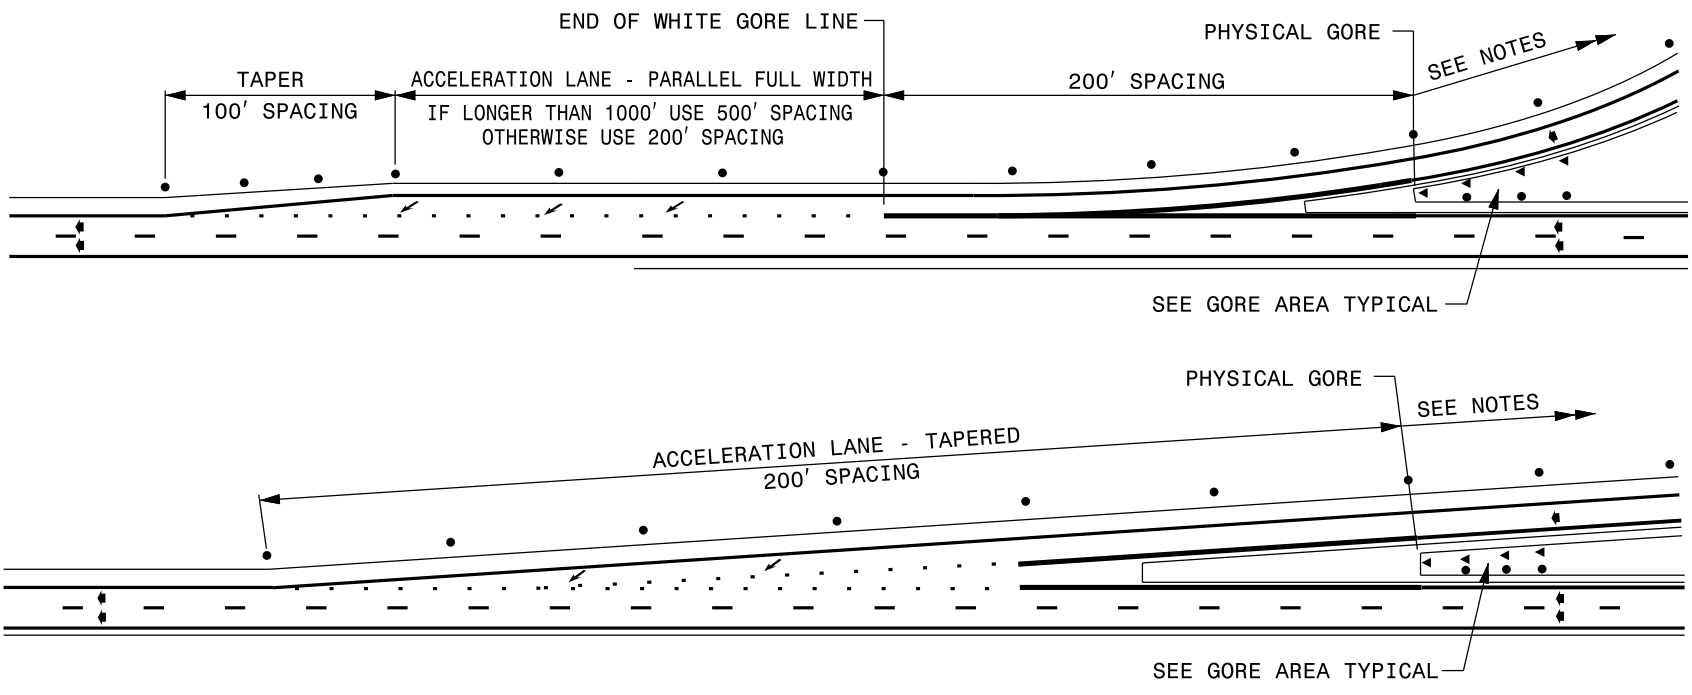 END OF WHITE GORE LINE
PHYSICAL GORE
SEE NOTES
TAPER
100' SPACING
ACCELERATION LANE - PARALLEL FULL WIDTH
IF LONGER THAN 1000' USE 500' SPACING
OTHERWISE USE 200' SPACING
200' SPACING
SEE GORE AREA TYPICAL
PHYSICAL GORE
SEE NOTES
ACCELERATION LANE - TAPERED
200' SPACING
SEE GORE AREA TYPICAL